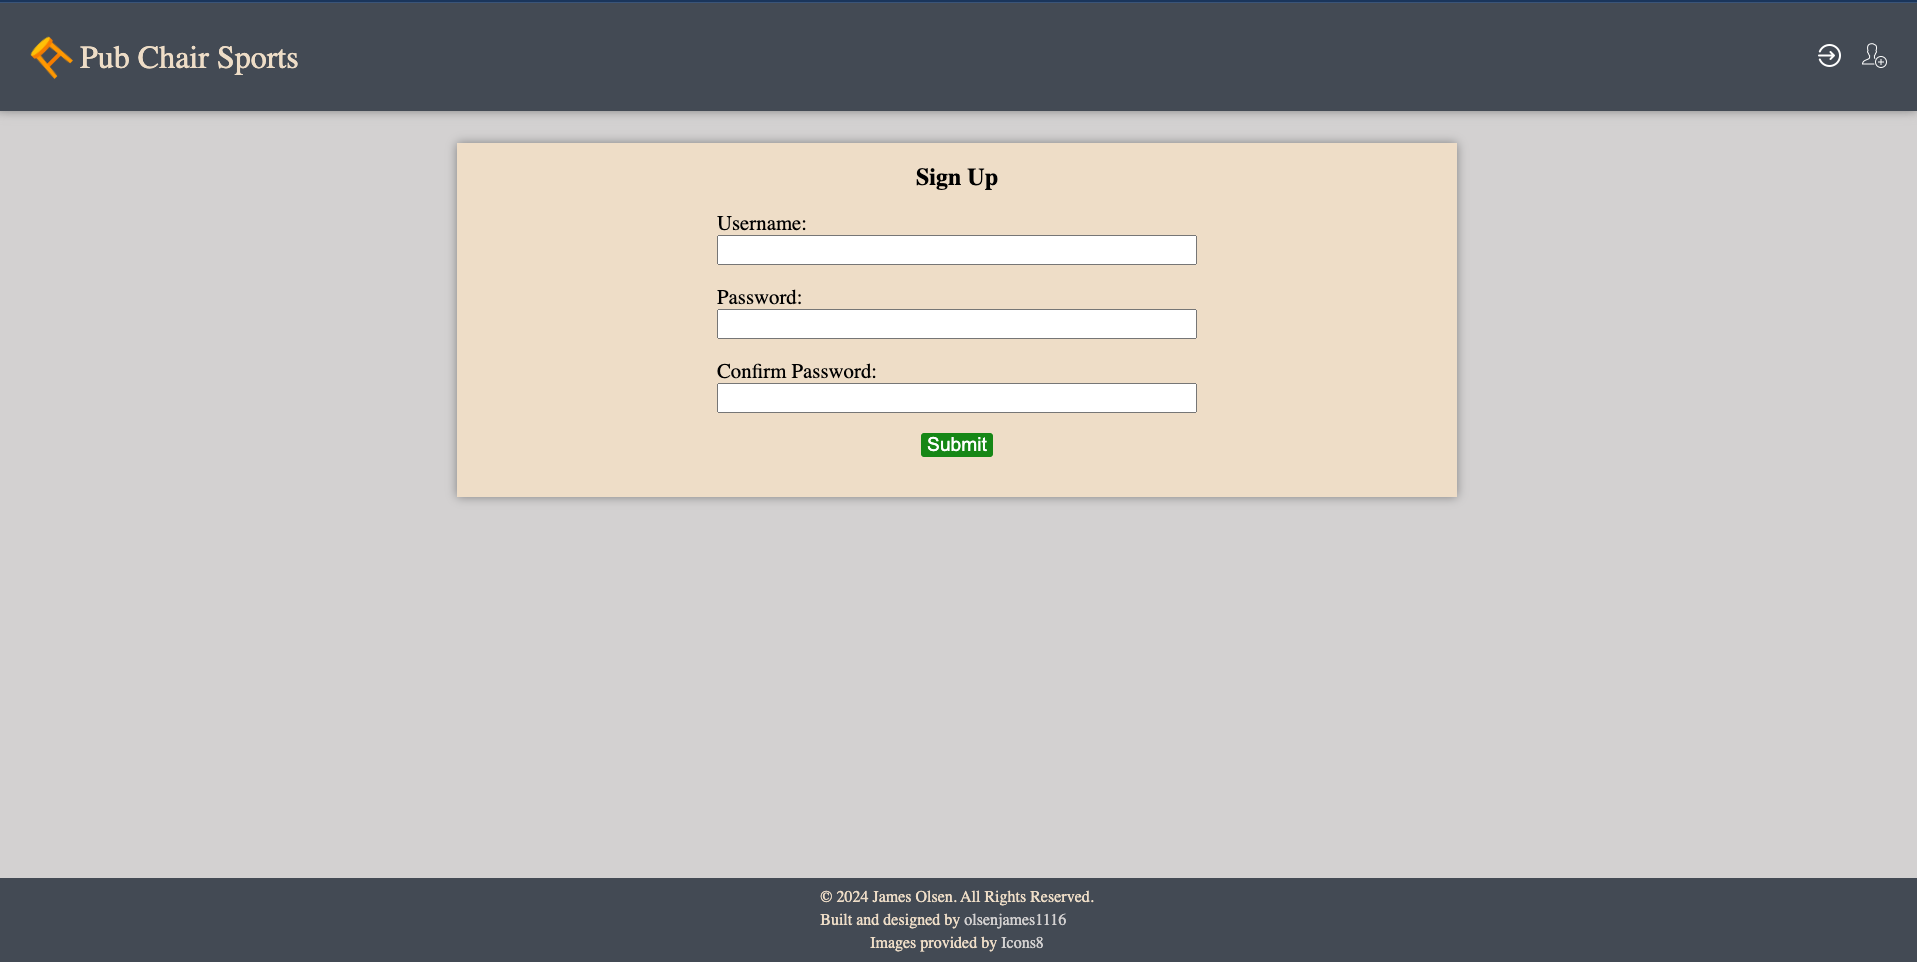 Pub Chair Sports
Sign Up
Username:
Password:
Confirm Password:
Submit
© 2024 James Olsen. All Rights Reserved.
Built and designed by olsenjames1116
Images provided by Icons8